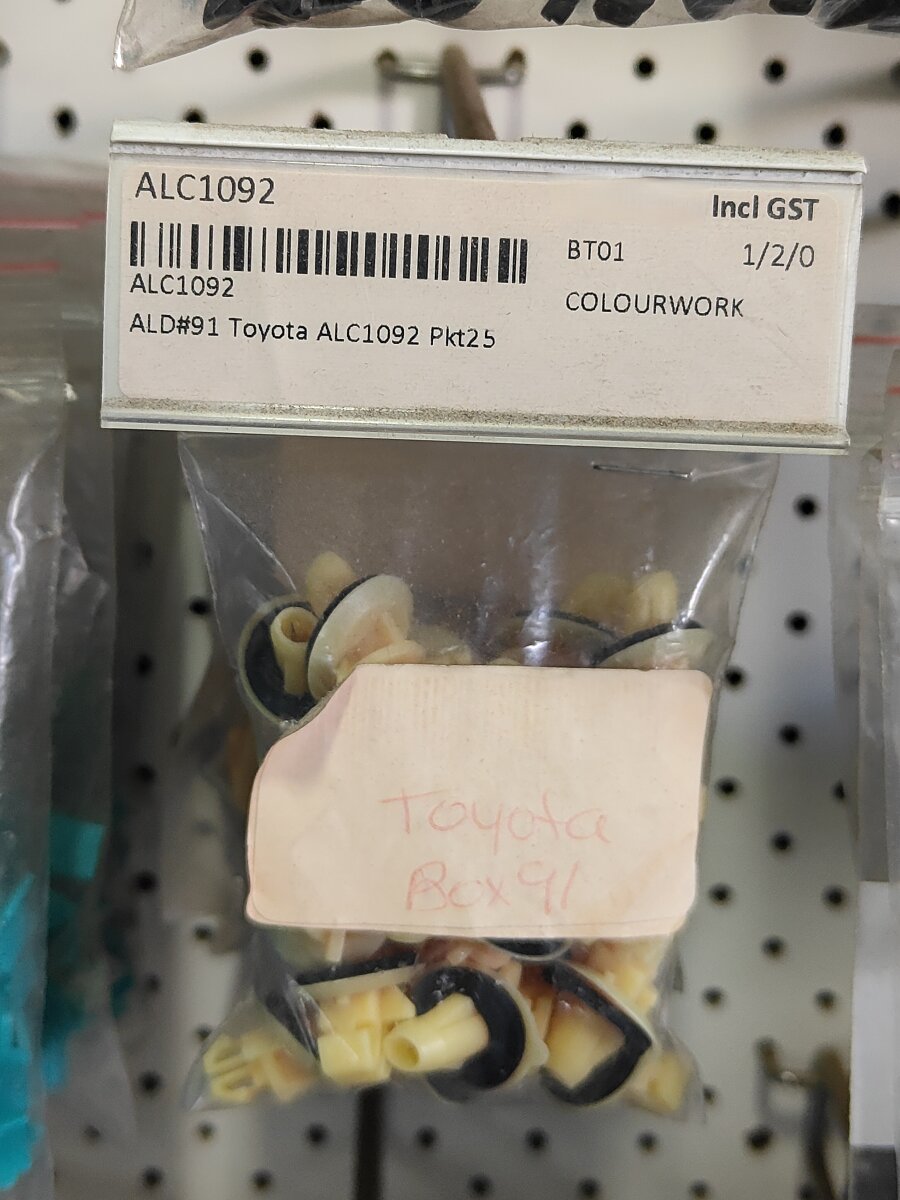 ALC1092
Incl GST
BT01
1/2/0
ALC1092
COLOURWORK
ALD#91 Toyota ALC1092 Pkt25
Toyota
Box 91